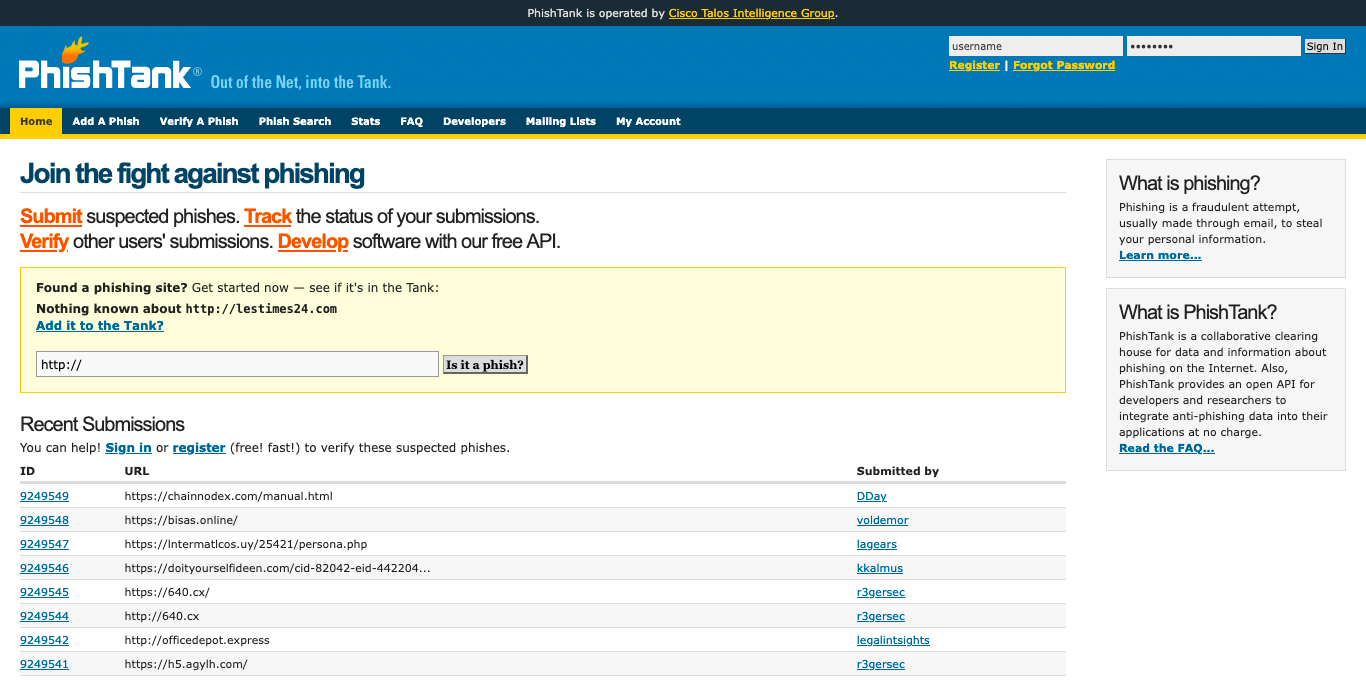 PhishTank is operated by Cisco Talos Intelligence Group.
PhishTank® Out of the Net, into the Tank.
username •••••••• Sign In
Register | Forgot Password
Home Add A Phish Verify A Phish Phish Search Stats FAQ Developers Mailing Lists My Account
Join the fight against phishing
Submit suspected phishes. Track the status of your submissions.
Verify other users' submissions. Develop software with our free API.
Found a phishing site? Get started now — see if it's in the Tank:
Nothing known about http://lestimes24.com
Add it to the Tank?
http:// Is it a phish?
Recent Submissions
You can help! Sign in or register (free! fast!) to verify these suspected phishes.
ID URL Submitted by
9249549 https://chainnodex.com/manual.html DDay
9249548 https://bisas.online/ voldemor
9249547 https://lntermatlcos.uy/25421/persona.php lagears
9249546 https://doityourselfideen.com/cid-82042-eid-442204... kkalmus
9249545 https://640.cx/ r3gersec
9249544 http://640.cx r3gersec
9249542 http://officedepot.express legalintsights
9249541 https://h5.agylh.com/ r3gersec
What is phishing?
Phishing is a fraudulent attempt,
usually made through email, to steal
your personal information.
Learn more...
What is PhishTank?
PhishTank is a collaborative clearing
house for data and information about
phishing on the Internet. Also,
PhishTank provides an open API for
developers and researchers to
integrate anti-phishing data into their
applications at no charge.
Read the FAQ...